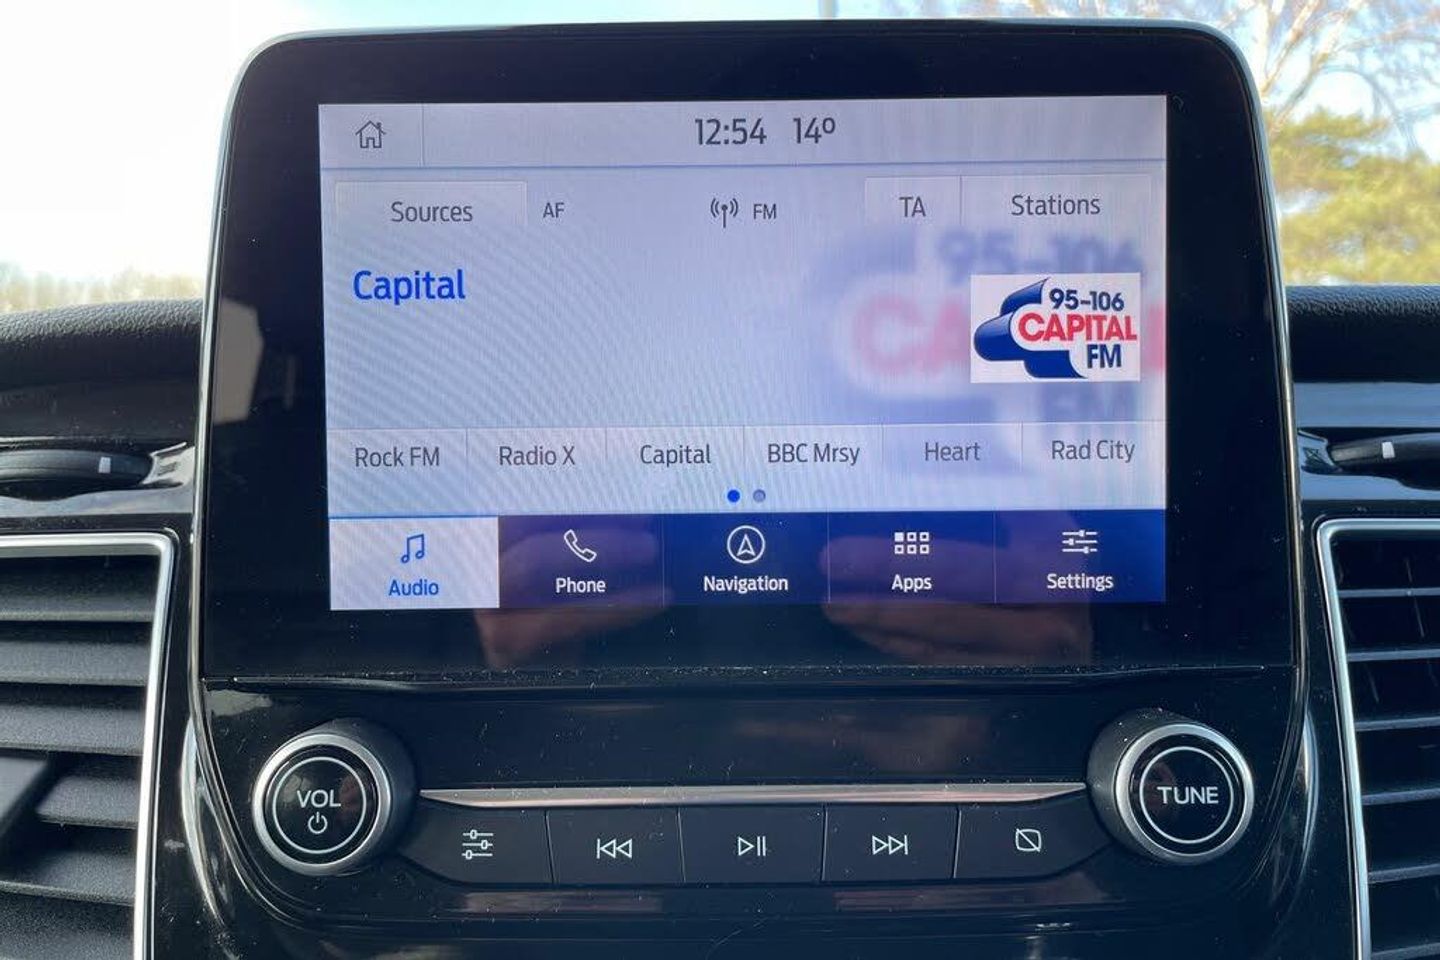 12:54 14º
Sources AF FM TA Stations
Capital
95-106
CAPITAL
FM
Rock FM Radio X Capital BBC Mrsy Heart Rad City
Audio Phone Navigation Apps Settings
VOL TUNE